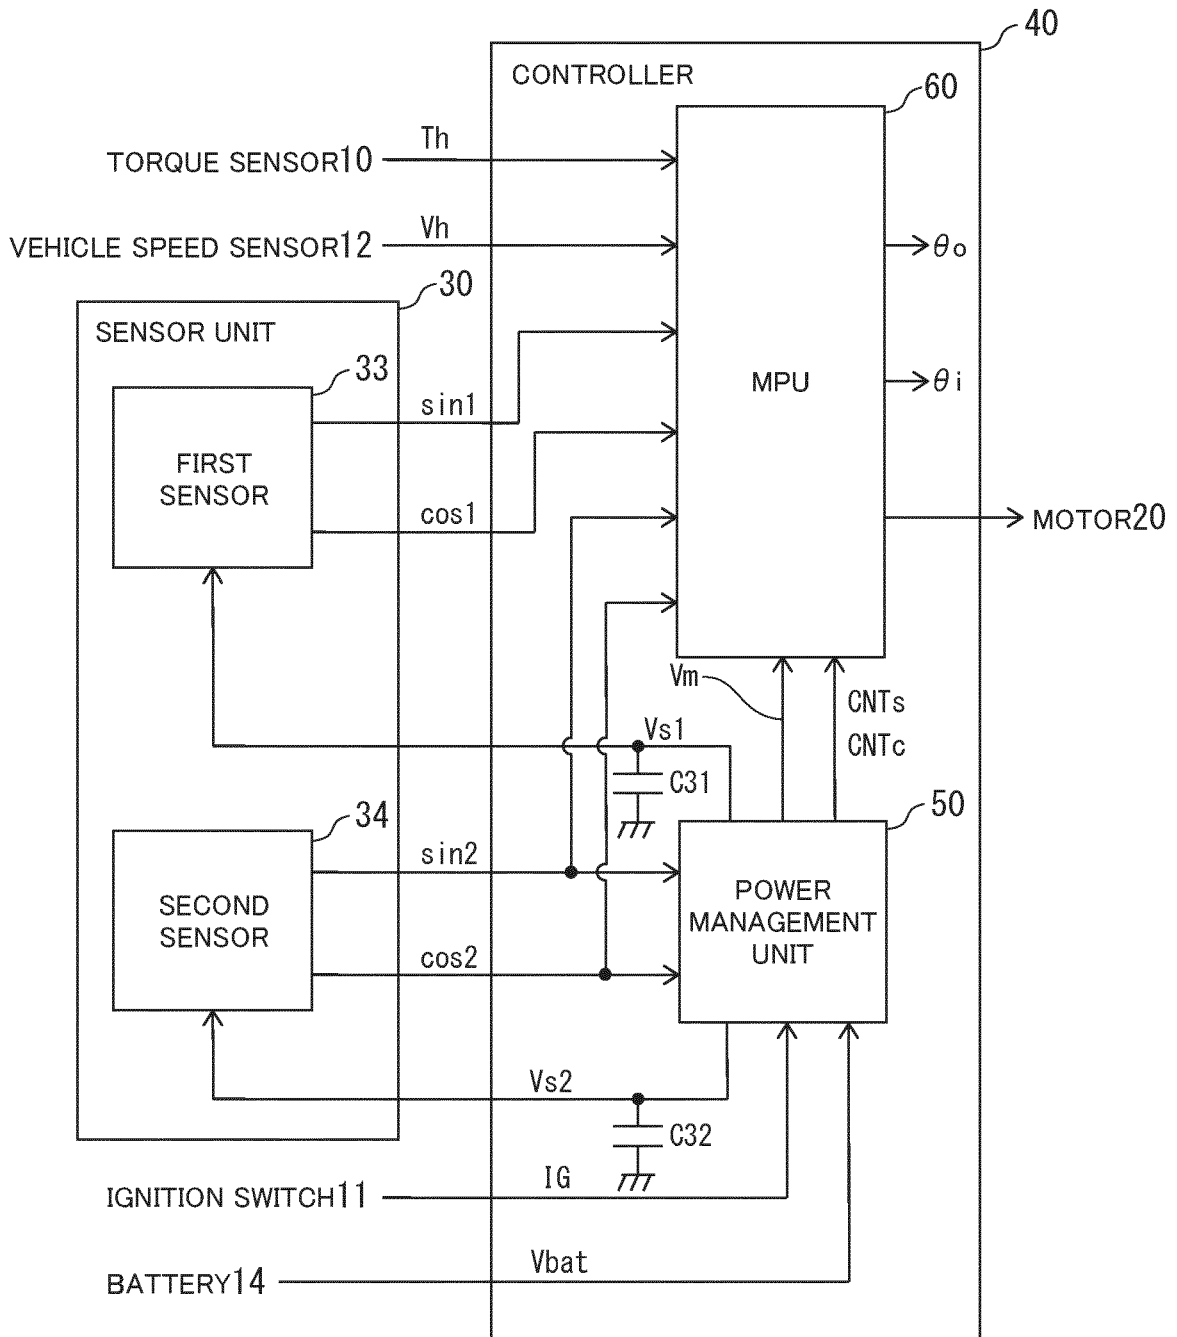 40
CONTROLLER
60
Th
TORQUE SENSOR10
Vh
VEHICLE SPEED SENSOR12
θo
30
SENSOR UNIT
33
MPU
θi
sin1
FIRST
SENSOR
cos1
MOTOR20
Vm
CNTs
Vs1
CNTc
C31
50
34
sin2
POWER
MANAGEMENT
UNIT
SECOND
SENSOR
cos2
Vs2
C32
IG
IGNITION SWITCH11
Vbat
BATTERY14